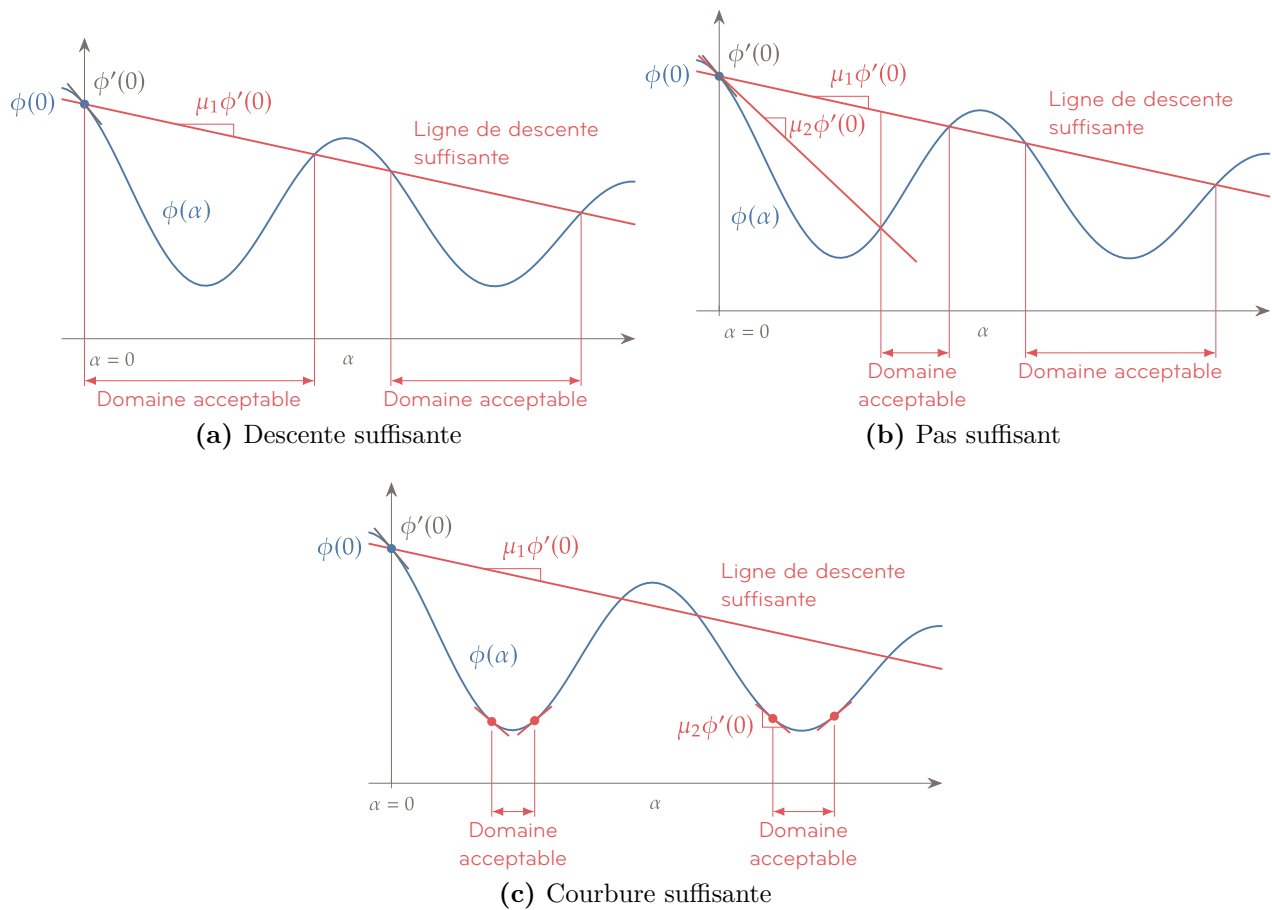 ϕ′(0)
ϕ(0)
μ₁ϕ′(0)
Ligne de descente
suffisante
ϕ(α)
α = 0
α
Domaine acceptable
Domaine acceptable
(a) Descente suffisante
ϕ′(0)
ϕ(0)
μ₁ϕ′(0)
μ₂ϕ′(0)
Ligne de descente
suffisante
ϕ(α)
α = 0
α
Domaine
acceptable
Domaine acceptable
(b) Pas suffisant
ϕ′(0)
ϕ(0)
μ₁ϕ′(0)
Ligne de descente
suffisante
ϕ(α)
μ₂ϕ′(0)
α = 0
α
Domaine
acceptable
Domaine
acceptable
(c) Courbure suffisante